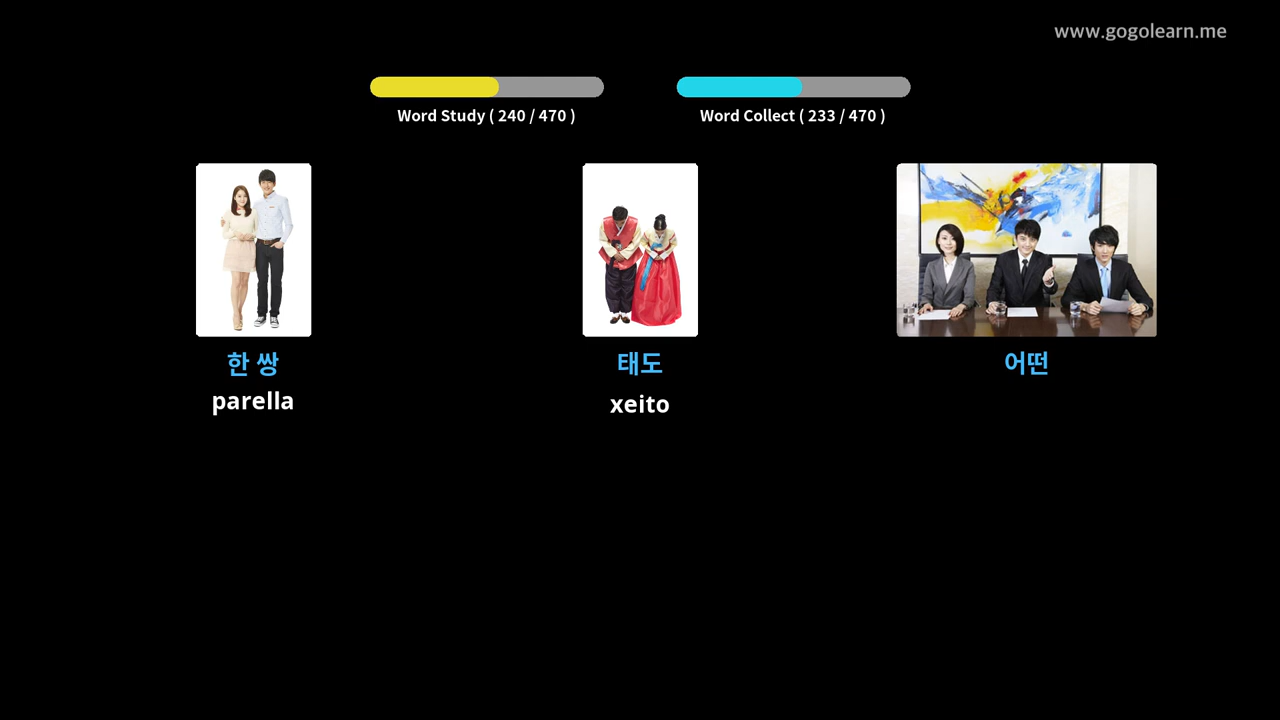 www.gogolearn.me
Word Study ( 240 / 470 )
Word Collect ( 233 / 470 )
한 쌍
parella
태도
xeito
어떤